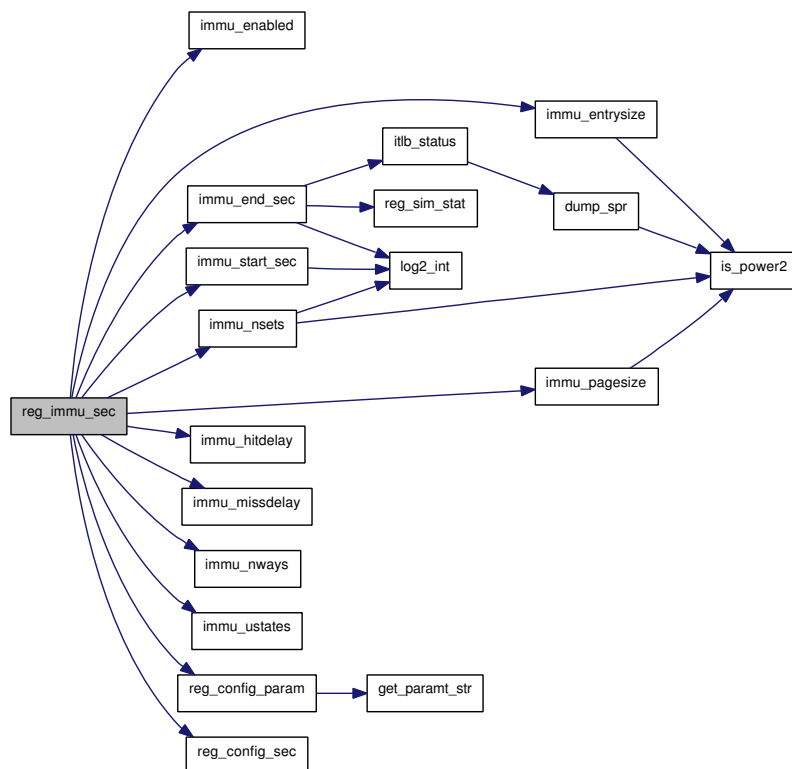 immu_enabled
immu_entrysize
itlb_status
immu_end_sec
reg_sim_stat
dump_spr
immu_start_sec
log2_int
is_power2
immu_nsets
immu_pagesize
reg_immu_sec
immu_hitdelay
immu_missdelay
immu_nways
immu_ustates
reg_config_param
get_paramt_str
reg_config_sec